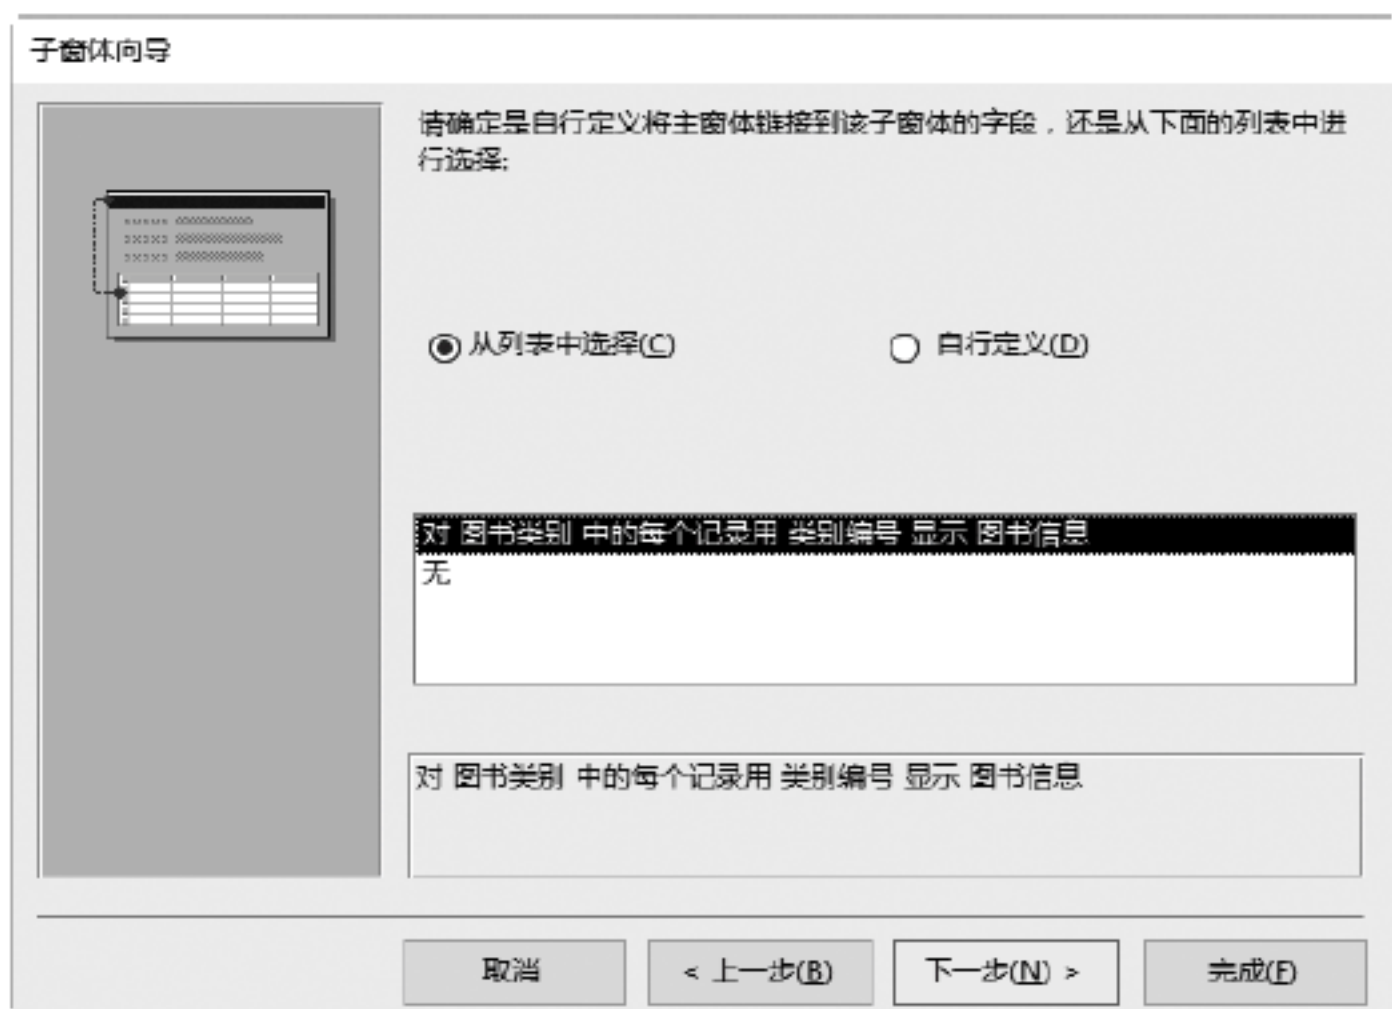 子窗体向导
请确定是自行定义将主窗体链接到该子窗体的字段，还是从下面的列表中进
行选择:
从列表中选择(C) 自行定义(D)
对 图书类别 中的每个记录用 类别编号 显示 图书信息
无
对 图书类别 中的每个记录用 类别编号 显示 图书信息
取消 < 上一步(B) 下一步(N) > 完成(F)